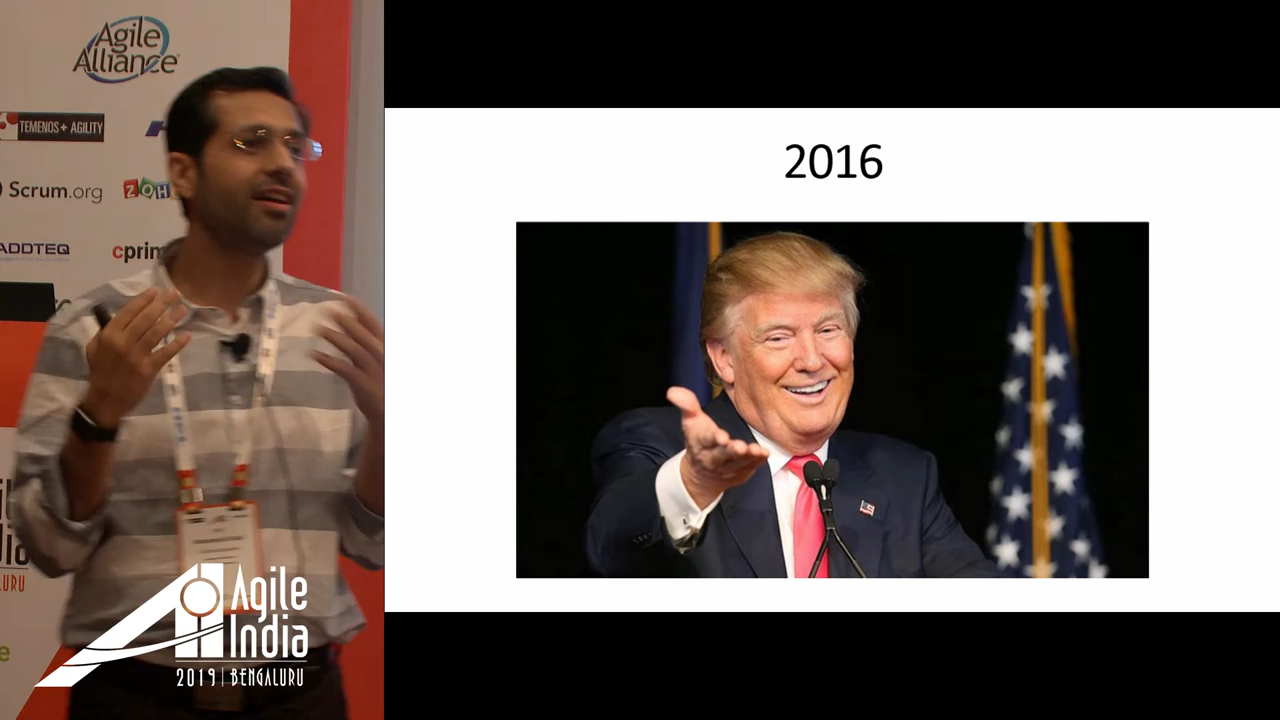 Agile
Alliance
TEMENOS + AGILITY
Scrum.org
ZOH
ADDTEQ
cprim
2016
Agile
India
2019 | BENGALURU